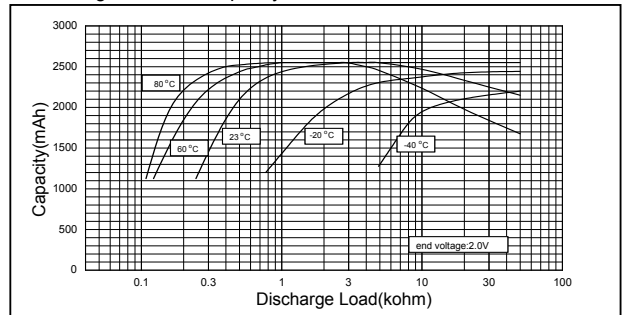 3000
2500
2000
1500
1000
500
0
Capacity(mAh)
80 °C
60 °C
23 °C
-20 °C
-40 °C
end voltage:2.0V
0.1 0.3 1 3 10 30 100
Discharge Load(kohm)